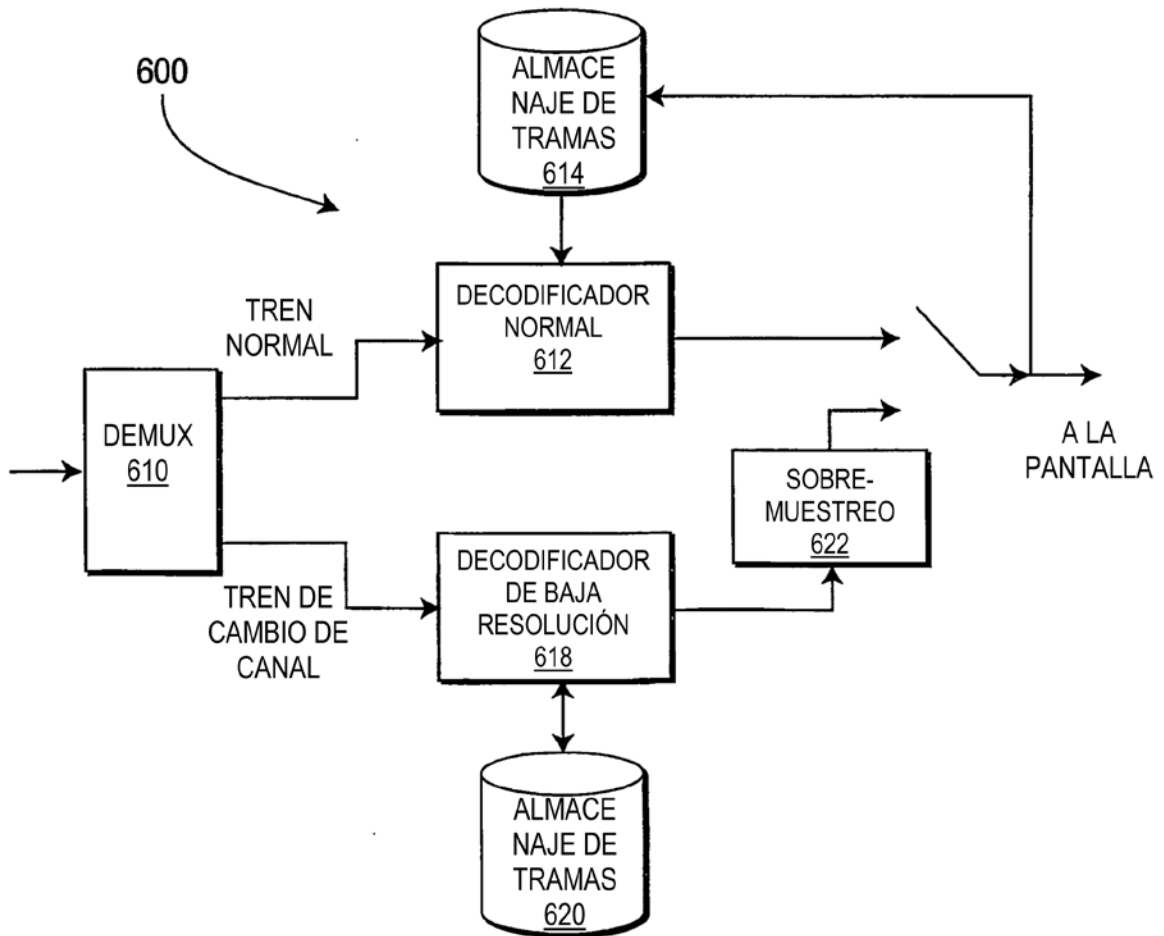 600
ALMACE
NAJE DE
TRAMAS
614
TREN
NORMAL
DECODIFICADOR
NORMAL
612
DEMUX
610
A LA
PANTALLA
SOBRE-
MUESTREO
622
TREN DE
CAMBIO DE
CANAL
DECODIFICADOR
DE BAJA
RESOLUCIÓN
618
ALMACE
NAJE DE
TRAMAS
620